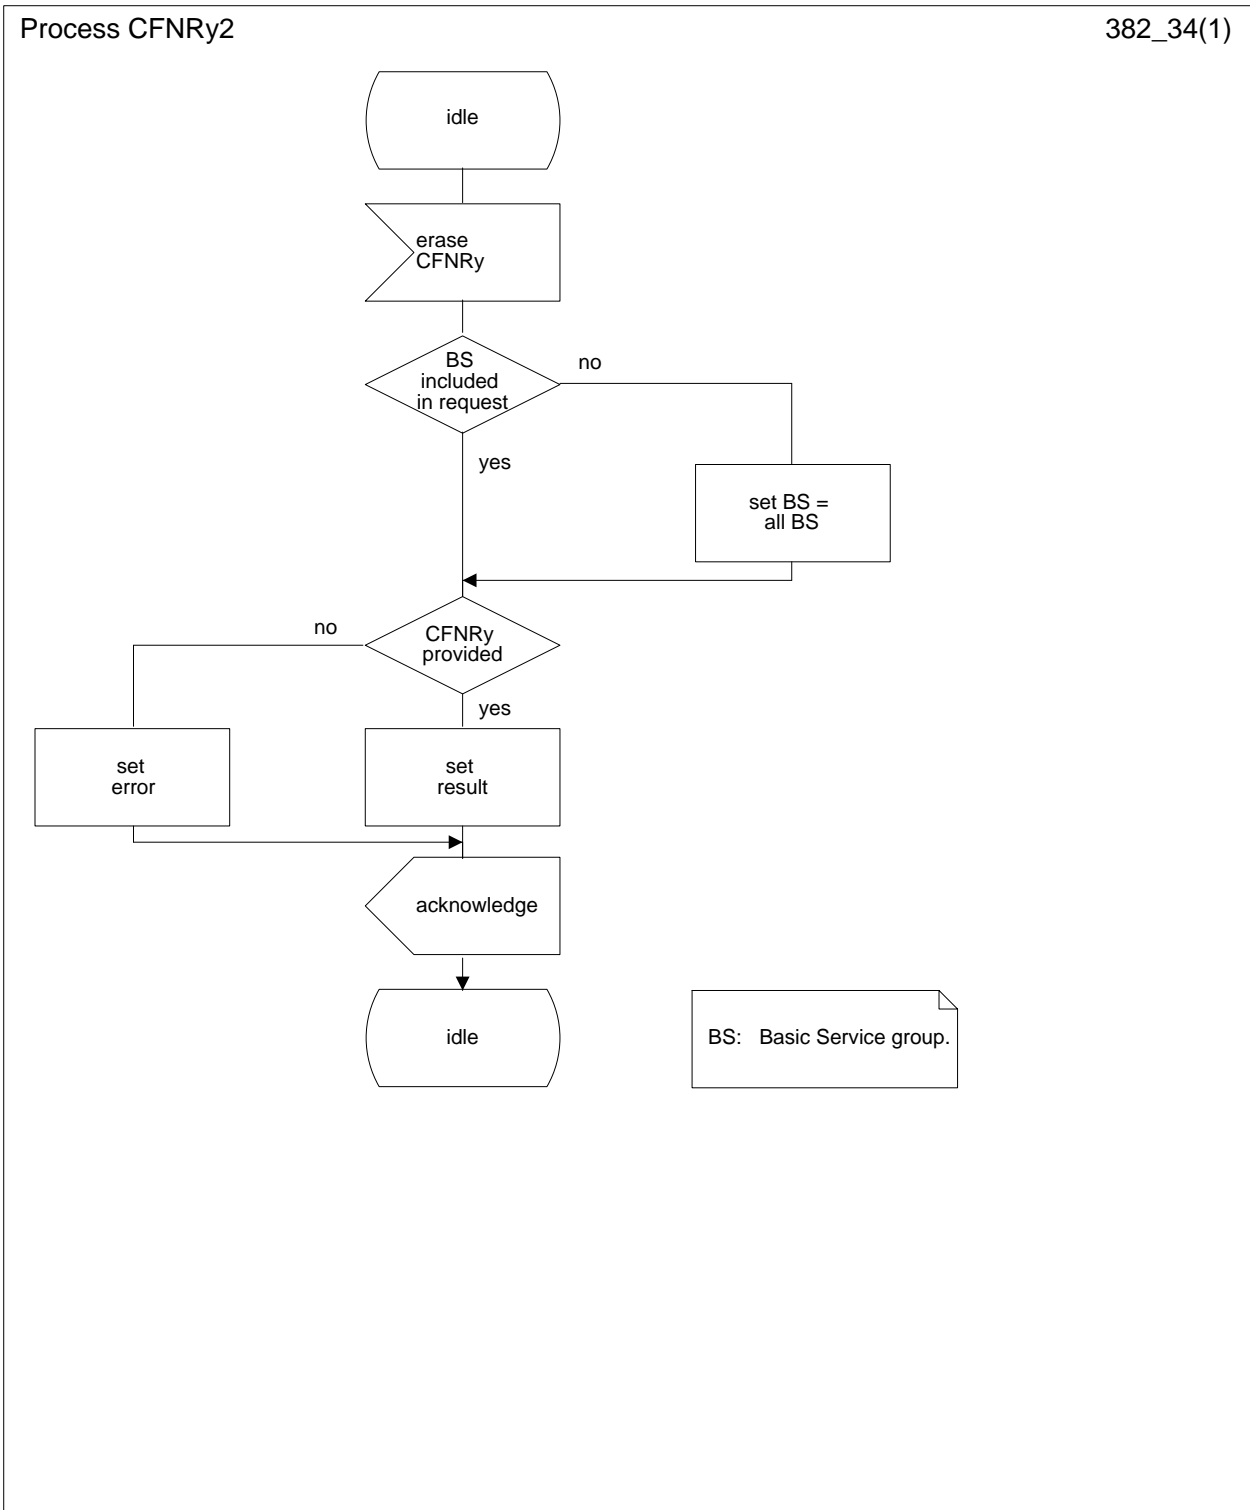 Process CFNRy2
382_34(1)
idle
erase
CFNRy
BS
included
in request
no
yes
set BS =
all BS
no
CFNRy
provided
yes
set
error
set
result
acknowledge
idle
BS: Basic Service group.